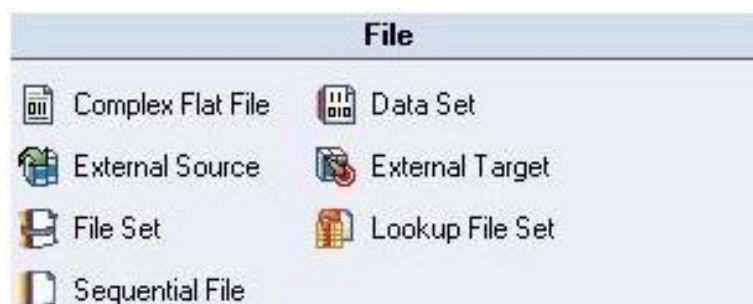 File
Complex Flat File
Data Set
External Source
External Target
File Set
Lookup File Set
Sequential File